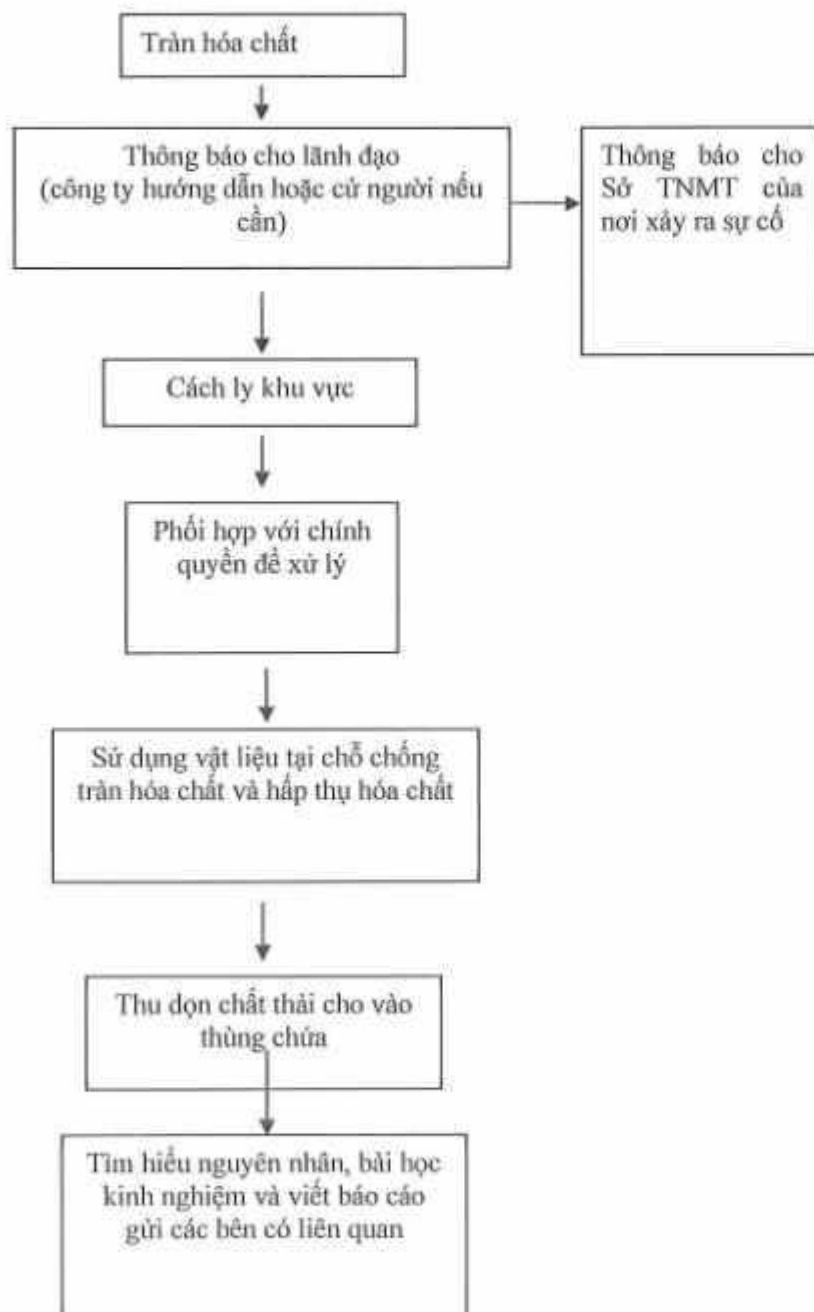 Tràn hóa chất
Thông báo cho lãnh đạo
(công ty hướng dẫn hoặc cử người nếu
cần)
Thông báo cho
Sở TNMT của
nơi xảy ra sự cố
Cách ly khu vực
Phối hợp với chính
quyền để xử lý
Sử dụng vật liệu tại chỗ chống
tràn hóa chất và hấp thụ hóa chất
Thu dọn chất thải cho vào
thùng chứa
Tìm hiểu nguyên nhân, bài học
kinh nghiệm và viết báo cáo
gửi các bên có liên quan